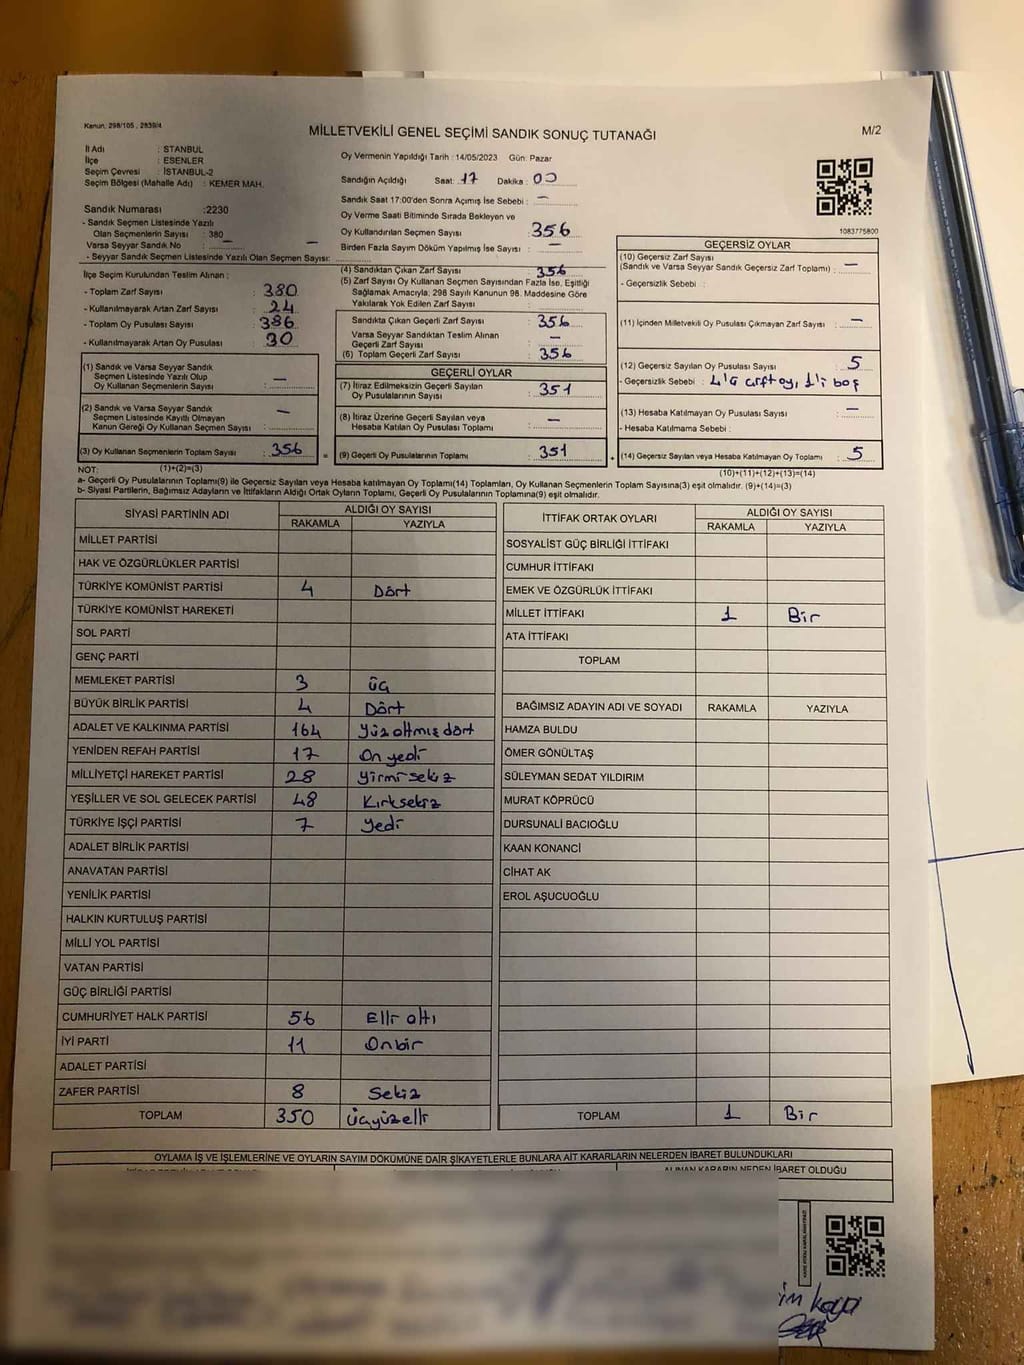 Kanun. 298/105 , 2839/4
MİLLETVEKİLİ GENEL SEÇİMİ SANDIK SONUÇ TUTANAĞI
M/2
İl Adı : STANBUL
İlçe : ESENLER
Seçim Çevresi : İSTANBUL-2
Seçim Bölgesi (Mahalle Adı) : KEMER MAH.
Oy Vermenin Yapıldığı Tarih : 14/05/2023 Gün: Pazar
Sandığın Açıldığı Saat: 17 Dakika : 00
Sandık Saat 17:00'den Sonra Açımış İse Sebebi : —
Oy Verme Saati Bitiminde Sırada Bekleyen ve
Oy Kullandırılan Seçmen Sayısı : 356
Birden Fazla Sayım Döküm Yapılmış İse Sayısı : —
1083775800
Sandık Numarası :2230
- Sandık Seçmen Listesinde Yazılı
Olan Seçmenlerin Sayısı : 380
Varsa Seyyar Sandık No : —
- Seyyar Sandık Seçmen Listesinde Yazılı Olan Seçmen Sayısı: —
İlçe Seçim Kurulundan Teslim Alınan :
- Toplam Zarf Sayısı : 380
- Kullanılmayarak Artan Zarf Sayısı : 24
- Toplam Oy Pusulası Sayısı : 386
- Kullanılmayarak Artan Oy Pusulası : 30
(1) Sandık ve Varsa Seyyar Sandık
Seçmen Listesinde Yazılı Olup
Oy Kullanan Seçmenlerin Sayısı : —
(2) Sandık ve Varsa Seyyar Sandık
Seçmen Listesinde Kayıtlı Olmayan
Kanun Gereği Oy Kullanan Seçmen Sayısı : —
(3) Oy Kullanan Seçmenlerin Toplam Sayısı : 356
(1)+(2)=(3)
(4) Sandıktan Çıkan Zarf Sayısı : 356
(5) Zarf Sayısı Oy Kullanan Seçmen Sayısından Fazla İse, Eşitliği
Sağlamak Amacıyla; 298 Sayılı Kanunun 98. Maddesine Göre
Yakılarak Yok Edilen Zarf Sayısı :
Sandıkta Çıkan Geçerli Zarf Sayısı : 356
Varsa Seyyar Sandıktan Teslim Alınan
Geçerli Zarf Sayısı : —
(6) Toplam Geçerli Zarf Sayısı : 356
GEÇERLİ OYLAR
(7) İtiraz Edilmeksizin Geçerli Sayılan
Oy Pusulalarının Sayısı : 351
(8) İtiraz Üzerine Geçerli Sayılan veya
Hesaba Katılan Oy Pusulası Toplamı : —
= (9) Geçerli Oy Pusulalarının Toplamı : 351
GEÇERSİZ OYLAR
(10) Geçersiz Zarf Sayısı
(Sandık ve Varsa Seyyar Sandık Geçersiz Zarf Toplamı) : —
- Geçersizlik Sebebi :
(11) İçinden Milletvekili Oy Pusulası Çıkmayan Zarf Sayısı : —
(12) Geçersiz Sayılan Oy Pusulası Sayısı : 5
- Geçersizlik Sebebi : 4'ü çift oy, 1'i boş
(13) Hesaba Katılmayan Oy Pusulası Sayısı : —
- Hesaba Katılmama Sebebi :
+ (14) Geçersiz Sayılan veya Hesaba Katılmayan Oy Toplamı : 5
(10)+(11)+(12)+(13)=(14)
NOT:
a- Geçerli Oy Pusulaları Toplamı(9) ile Geçersiz Sayılan veya Hesaba katılmayan Oy Toplamı(14) Toplamları, Oy Kullanan Seçmenlerin Toplam Sayısına(3) eşit olmalıdır. (9)+(14)=(3)
b- Siyasi Partilerin, Bağımsız Adayların ve İttifakların Aldığı Ortak Oyların Toplamı, Geçerli Oy Pusulalarının Toplamına(9) eşit olmalıdır.
SİYASİ PARTİNİN ADI ALDIĞI OY SAYISI
RAKAMLA YAZIYLA
MİLLET PARTİSİ
HAK VE ÖZGÜRLÜKLER PARTİSİ
TÜRKİYE KOMÜNİST PARTİSİ 4 Dört
TÜRKİYE KOMÜNİST HAREKETİ
SOL PARTİ
GENÇ PARTİ
MEMLEKET PARTİSİ 3 üç
BÜYÜK BİRLİK PARTİSİ 4 Dört
ADALET VE KALKINMA PARTİSİ 164 Yüzaltmış dört
YENİDEN REFAH PARTİSİ 17 On yedi
MİLLİYETÇİ HAREKET PARTİSİ 28 Yirmi sekiz
YEŞİLLER VE SOL GELECEK PARTİSİ 48 Kırksekiz
TÜRKİYE İŞÇİ PARTİSİ 7 Yedi
ADALET BİRLİK PARTİSİ
ANAVATAN PARTİSİ
YENİLİK PARTİSİ
HALKIN KURTULUŞ PARTİSİ
MİLLİ YOL PARTİSİ
VATAN PARTİSİ
GÜÇ BİRLİĞİ PARTİSİ
CUMHURİYET HALK PARTİSİ 56 Elli altı
İYİ PARTİ 11 Onbir
ADALET PARTİSİ
ZAFER PARTİSİ 8 Sekiz
TOPLAM 350 üçyüzelli
İTTİFAK ORTAK OYLARI ALDIĞI OY SAYISI
RAKAMLA YAZIYLA
SOSYALİST GÜÇ BİRLİĞİ İTTİFAKI
CUMHUR İTTİFAKI
EMEK VE ÖZGÜRLÜK İTTİFAKI
MİLLET İTTİFAKI 1 Bir
ATA İTTİFAKI
TOPLAM
BAĞIMSIZ ADAYIN ADI VE SOYADI RAKAMLA YAZIYLA
HAMZA BULDU
ÖMER GÖNÜLTAŞ
SÜLEYMAN SEDAT YILDIRIM
MURAT KÖPRÜCÜ
DURSUNALİ BACIOĞLU
KAAN KONANCİ
CİHAT AK
EROL AŞUCUOĞLU
TOPLAM 1 Bir
OYLAMA İŞ VE İŞLEMLERİNE VE OYLARIN SAYIM DÖKÜMÜNE DAİR ŞİKAYETLERLE BUNLARA AİT KARARLARIN NELERDEN İBARET BULUNDUKLARI
ALINAN KARARIN NEDEN İBARET OLDUĞU